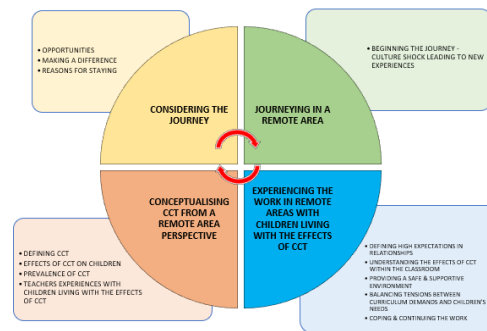 • OPPORTUNITIES
• MAKING A DIFFERENCE
• REASONS FOR STAYING
• BEGINNING THE JOURNEY -
CULTURE SHOCK LEADING TO NEW
EXPERIENCES
CONSIDERING THE
JOURNEY
JOURNEYING IN A
REMOTE AREA
CONCEPTUALISING
CCT FROM A
REMOTE AREA
PERSPECTIVE
EXPERIENCING THE
WORK IN REMOTE
AREAS WITH
CHILDREN LIVING
WITH THE EFFECTS
OF CCT
• DEFINING CCT
• EFFECTS OF CCT ON CHILDREN
• PREVALENCE OF CCT
• TEACHERS EXPERIENCES WITH
CHILDREN LIVING WITH THE EFFECTS
OF CCT
• DEFINING HIGH EXPECTATIONS IN
RELATIONSHIPS
• UNDERSTANDING THE EFFECTS OF CCT
WITHIN THE CLASSROOM
• PROVIDING A SAFE & SUPPORTIVE
ENVIRONMENT
• BALANCING TENSIONS BETWEEN
CURRICULUM DEMANDS AND CHILDREN'S
NEEDS
• COPING & CONTINUING THE WORK